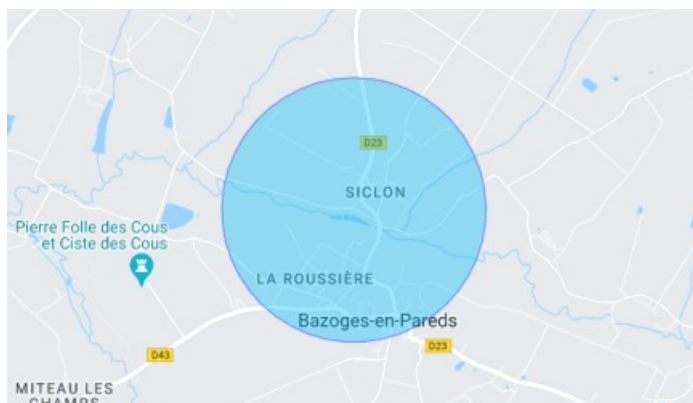 D23
SICLON
Pierre Folle des Cous
et Ciste des Cous
LA ROUSSIÈRE
Bazoges-en-Pareds
D43
D23
MITEAU LES
CHAMPS